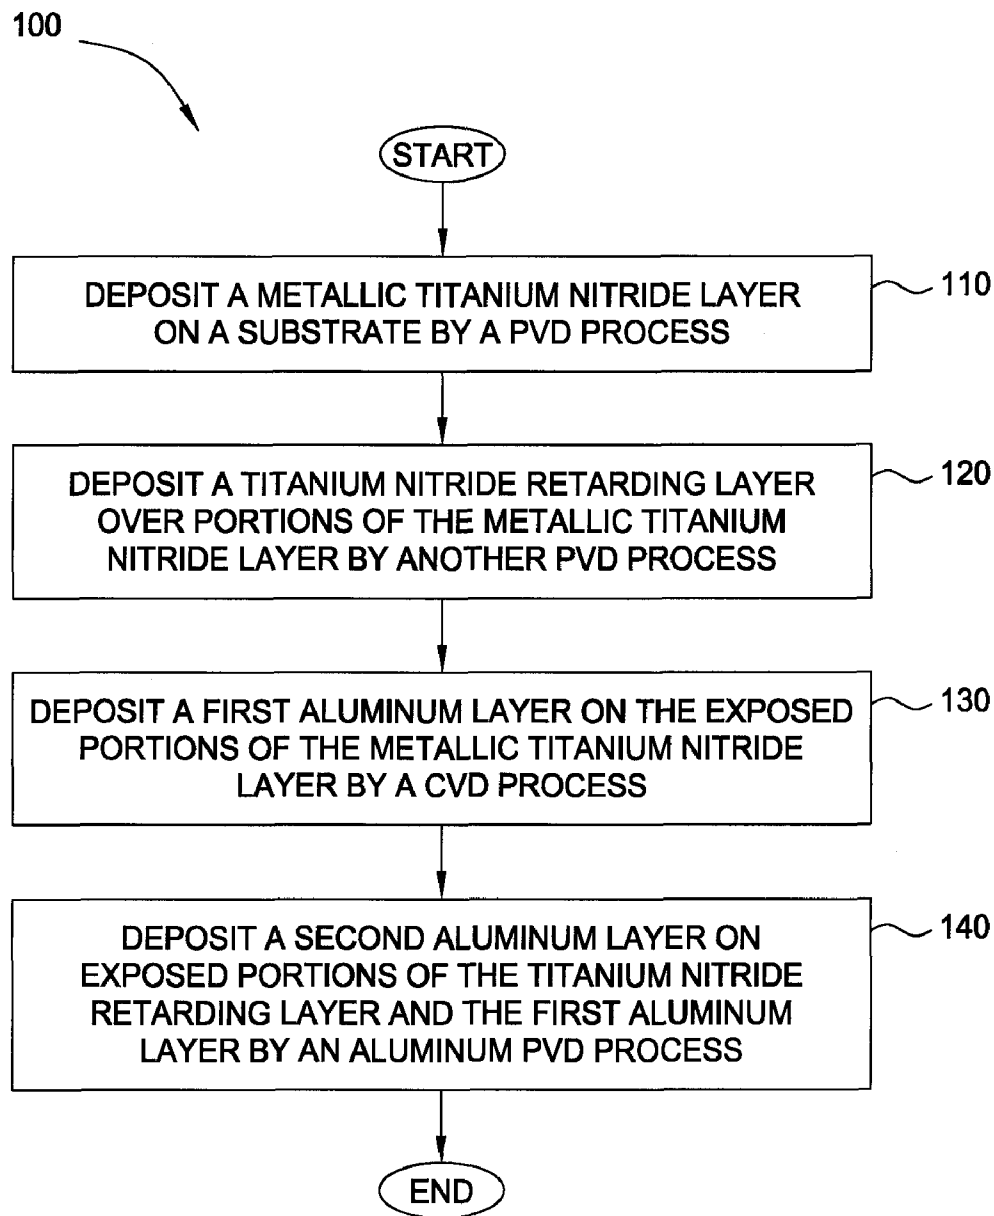 100
START
DEPOSIT A METALLIC TITANIUM NITRIDE LAYER
ON A SUBSTRATE BY A PVD PROCESS
110
DEPOSIT A TITANIUM NITRIDE RETARDING LAYER
OVER PORTIONS OF THE METALLIC TITANIUM
NITRIDE LAYER BY ANOTHER PVD PROCESS
120
DEPOSIT A FIRST ALUMINUM LAYER ON THE EXPOSED
PORTIONS OF THE METALLIC TITANIUM NITRIDE
LAYER BY A CVD PROCESS
130
DEPOSIT A SECOND ALUMINUM LAYER ON
EXPOSED PORTIONS OF THE TITANIUM NITRIDE
RETARDING LAYER AND THE FIRST ALUMINUM
LAYER BY AN ALUMINUM PVD PROCESS
140
END